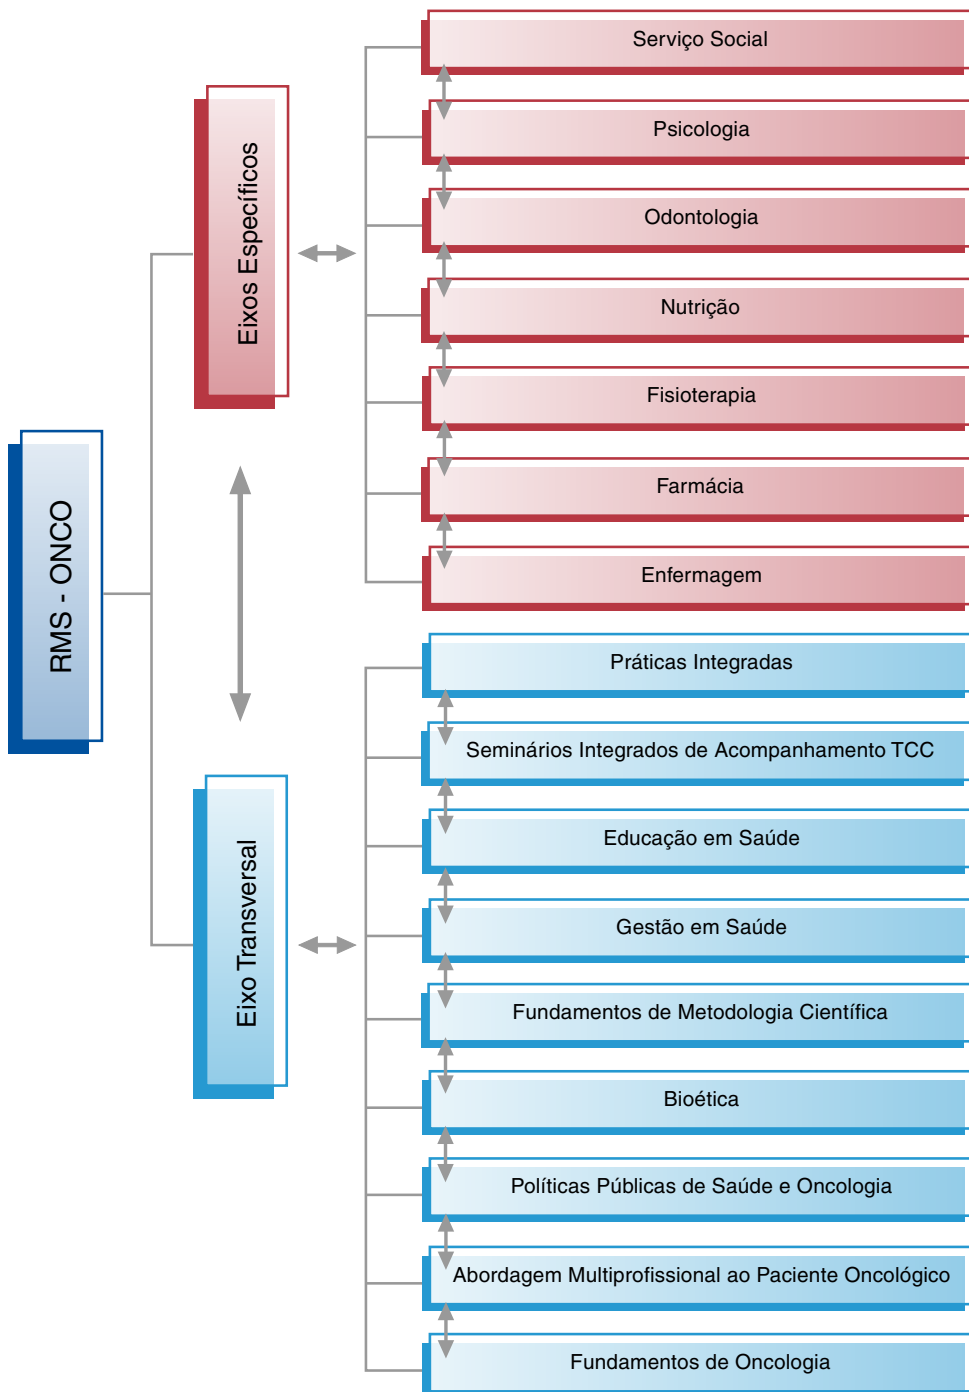 RMS - ONCO
Eixos Específicos
Serviço Social
Psicologia
Odontologia
Nutrição
Fisioterapia
Farmácia
Enfermagem
Eixo Transversal
Práticas Integradas
Seminários Integrados de Acompanhamento TCC
Educação em Saúde
Gestão em Saúde
Fundamentos de Metodologia Científica
Bioética
Políticas Públicas de Saúde e Oncologia
Abordagem Multiprofissional ao Paciente Oncológico
Fundamentos de Oncologia